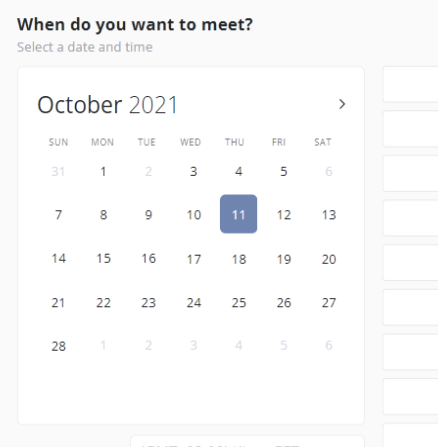 When do you want to meet?
Select a date and time
October 2021
SUN MON TUE WED THU FRI SAT
31 1 2 3 4 5 6
7 8 9 10 11 12 13
14 15 16 17 18 19 20
21 22 23 24 25 26 27
28 1 2 3 4 5 6